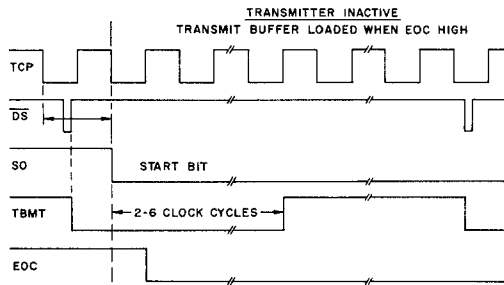 TRANSMITTER INACTIVE
TRANSMIT BUFFER LOADED WHEN EOC HIGH
TCP
DS
SO
START BIT
TBMT
2-6 CLOCK CYCLES
EOC